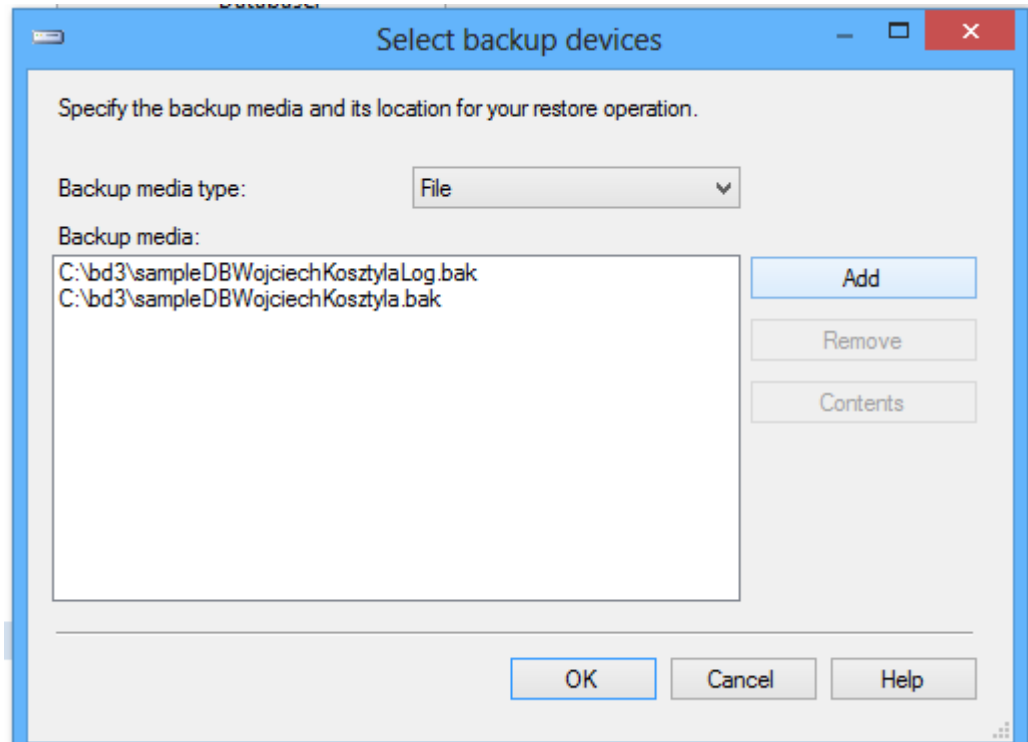 Select backup devices
Specify the backup media and its location for your restore operation.
Backup media type:
File
Backup media:
C:\bd3\sampleDBWojciechKosztylaLog.bak
C:\bd3\sampleDBWojciechKosztyla.bak
Add
Remove
Contents
OK
Cancel
Help